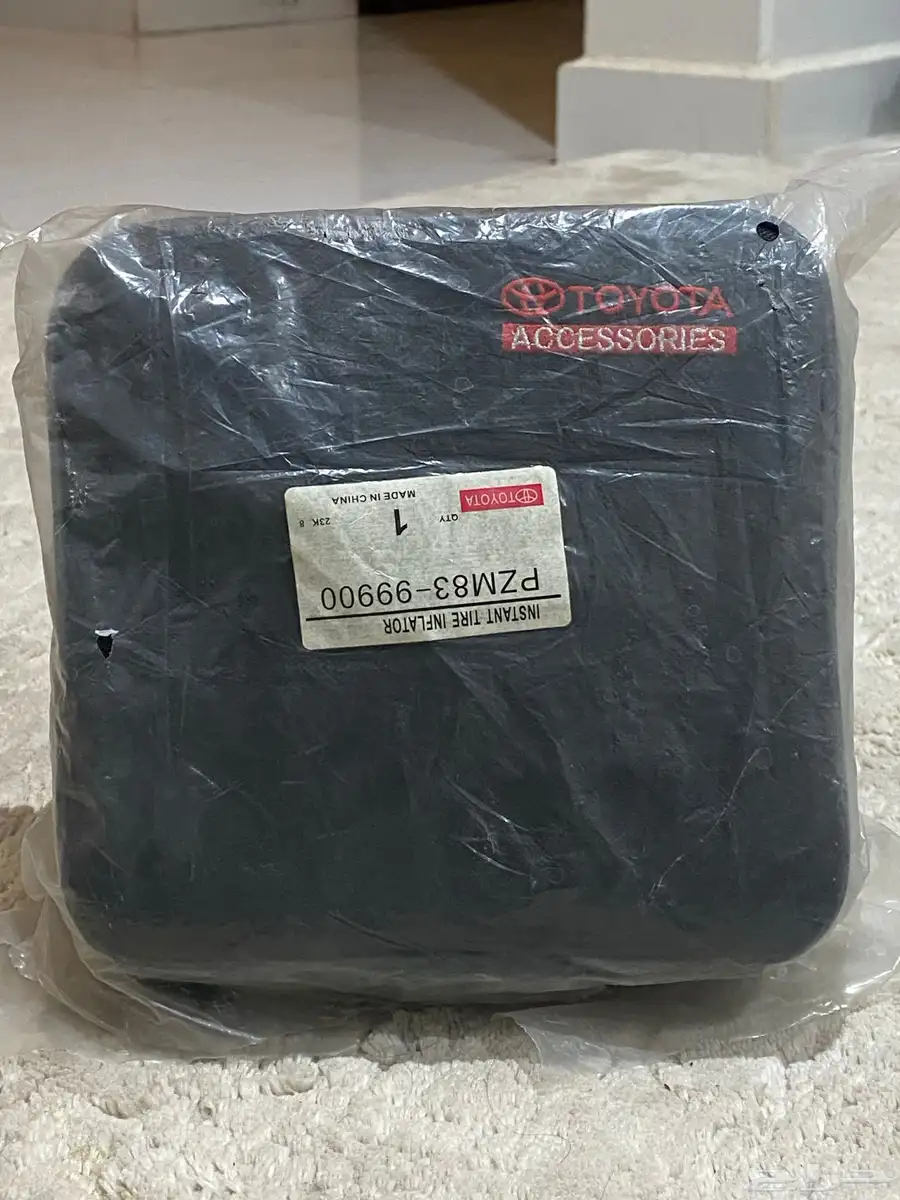 TOYOTA
ACCESSORIES
INSTANT TIRE INFLATOR
PZM83-99900
QTY 1 23K 8
TOYOTA MADE IN CHINA